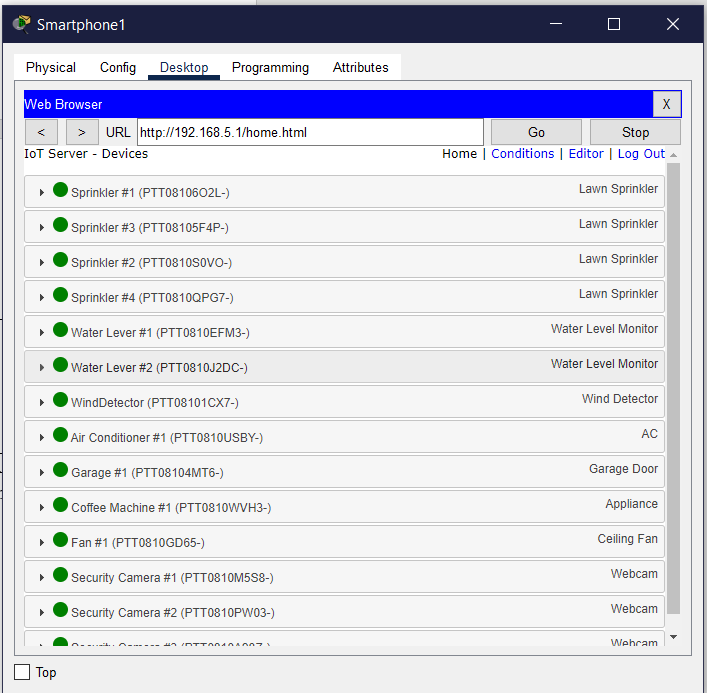 Smartphone1
Physical Config Desktop Programming Attributes
Web Browser X
< > URL http://192.168.5.1/home.html Go Stop
IoT Server - Devices Home | Conditions | Editor | Log Out
Sprinkler #1 (PTT08106O2L-) Lawn Sprinkler
Sprinkler #3 (PTT08105F4P-) Lawn Sprinkler
Sprinkler #2 (PTT0810S0VO-) Lawn Sprinkler
Sprinkler #4 (PTT0810QPG7-) Lawn Sprinkler
Water Lever #1 (PTT0810EFM3-) Water Level Monitor
Water Lever #2 (PTT0810J2DC-) Water Level Monitor
WindDetector (PTT08101CX7-) Wind Detector
Air Conditioner #1 (PTT0810USBY-) AC
Garage #1 (PTT08104MT6-) Garage Door
Coffee Machine #1 (PTT0810WVH3-) Appliance
Fan #1 (PTT0810GD65-) Ceiling Fan
Security Camera #1 (PTT0810M5S8-) Webcam
Security Camera #2 (PTT0810PW03-) Webcam
Security Camera Webcam
Top